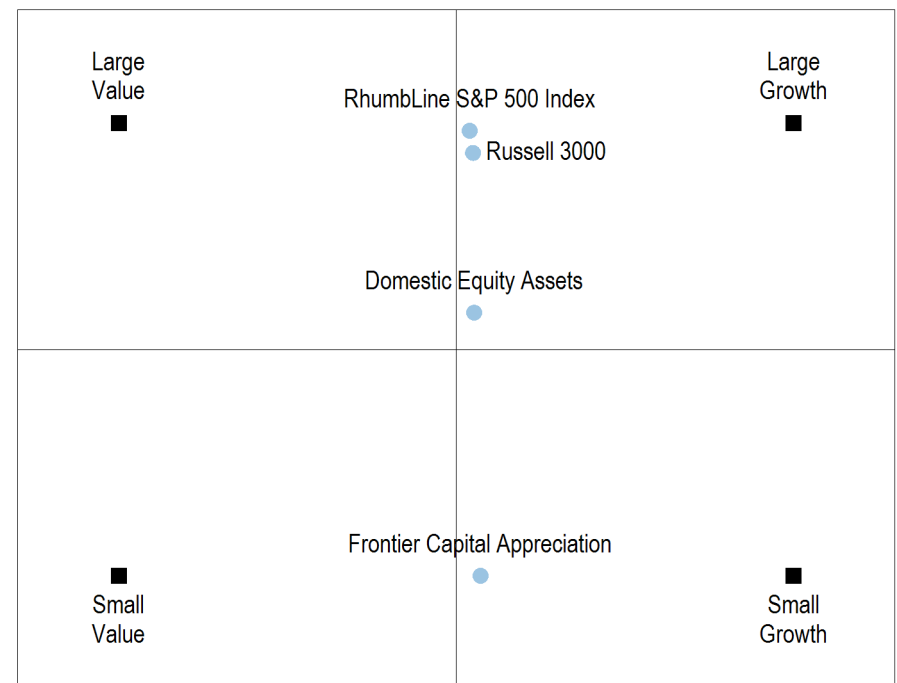 Large
Value
Large
Growth
RhumbLine S&P 500 Index
Russell 3000
Domestic Equity Assets
Frontier Capital Appreciation
Small
Value
Small
Growth